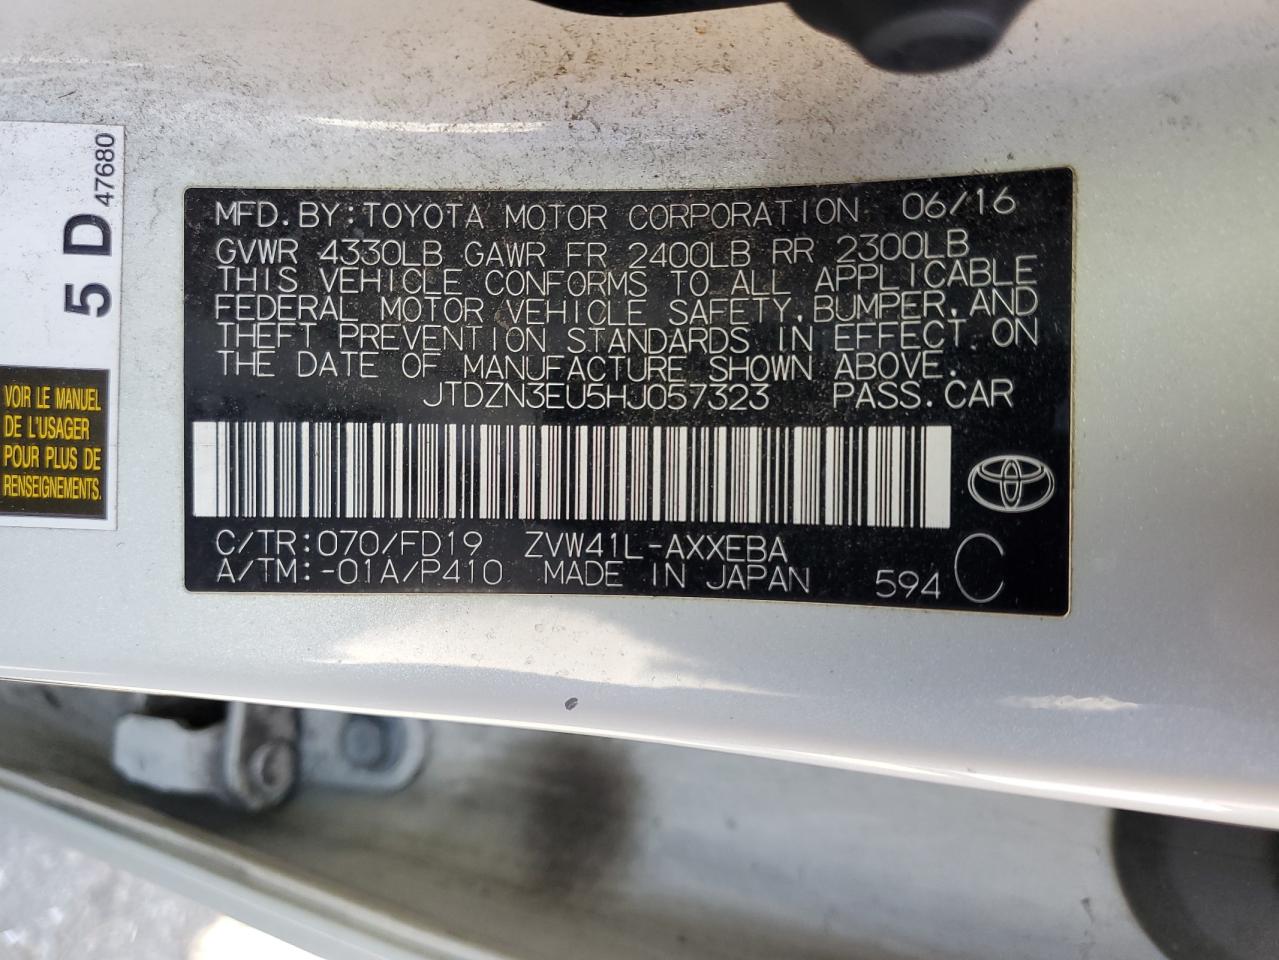 47680
5 D
VOIR LE MANUEL
DE L'USAGER
POUR PLUS DE
RENSEIGNEMENTS.
MFD.BY:TOYOTA MOTOR CORPORATION 06/16
GVWR 4330LB GAWR FR 2400LB RR 2300LB
THIS VEHICLE CONFORMS TO ALL APPLICABLE
FEDERAL MOTOR VEHICLE SAFETY,BUMPER,AND
THEFT PREVENTION STANDARDS IN EFFECT ON
THE DATE OF MANUFACTURE SHOWN ABOVE.
JTDZN3EU5HJ057323 PASS.CAR
C/TR:070/FD19 ZVW41L-AXXEBA
A/TM:-01A/P410 MADE IN JAPAN 594 C